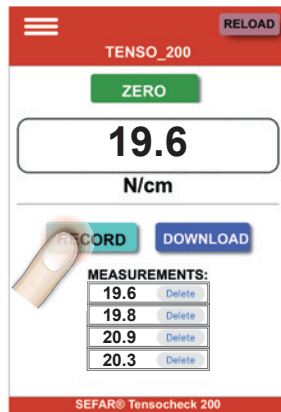 RELOAD
TENSO_200
ZERO
19.6
N/cm
RECORD DOWNLOAD
MEASUREMENTS:
19.6 Delete
19.8 Delete
20.9 Delete
20.3 Delete
SEFAR® Tensocheck 200